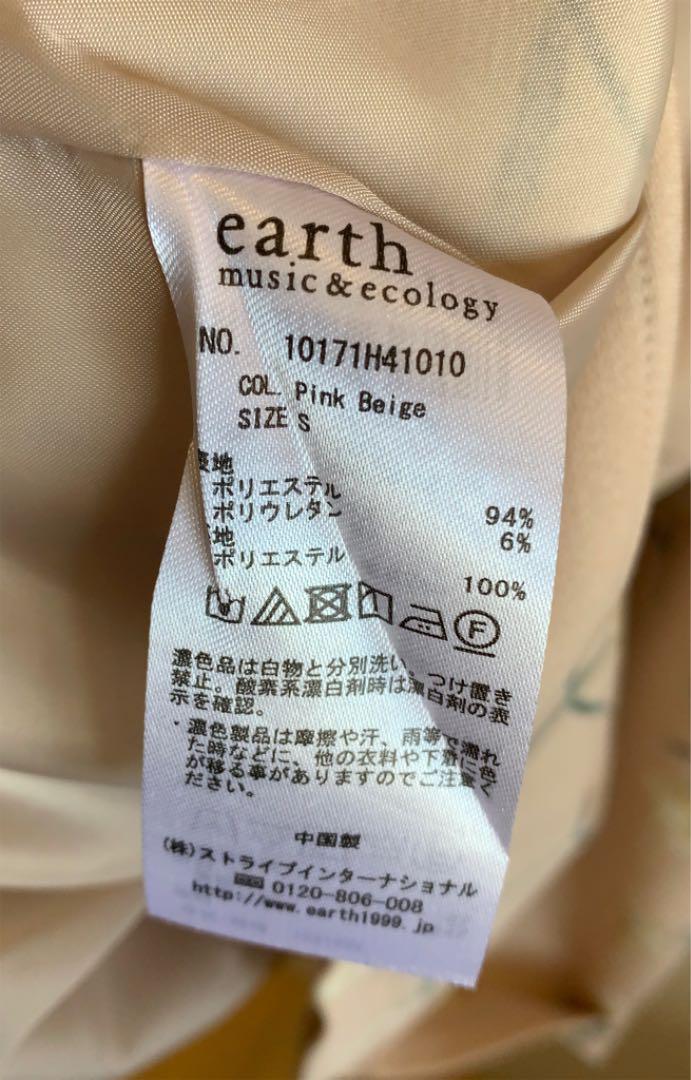 earth
music&ecology
NO. 10171H41010
COL. Pink Beige
SIZE S
表地
ポリエステル 94%
ポリウレタン 6%
地
ポリエステル 100%
F
濃色品は白物と分別洗い、つけ置き
禁止。酸素系漂白剤時は漂白剤の表
示を確認。
・濃色製品は摩擦や汗、雨等で濡れ
た時などに、他の衣料や下着に色
が移る事がありますのでご注意く
ださい。
中国製
(株)ストライプインターナショナル
0120-806-008
http://www.earth1999.jp